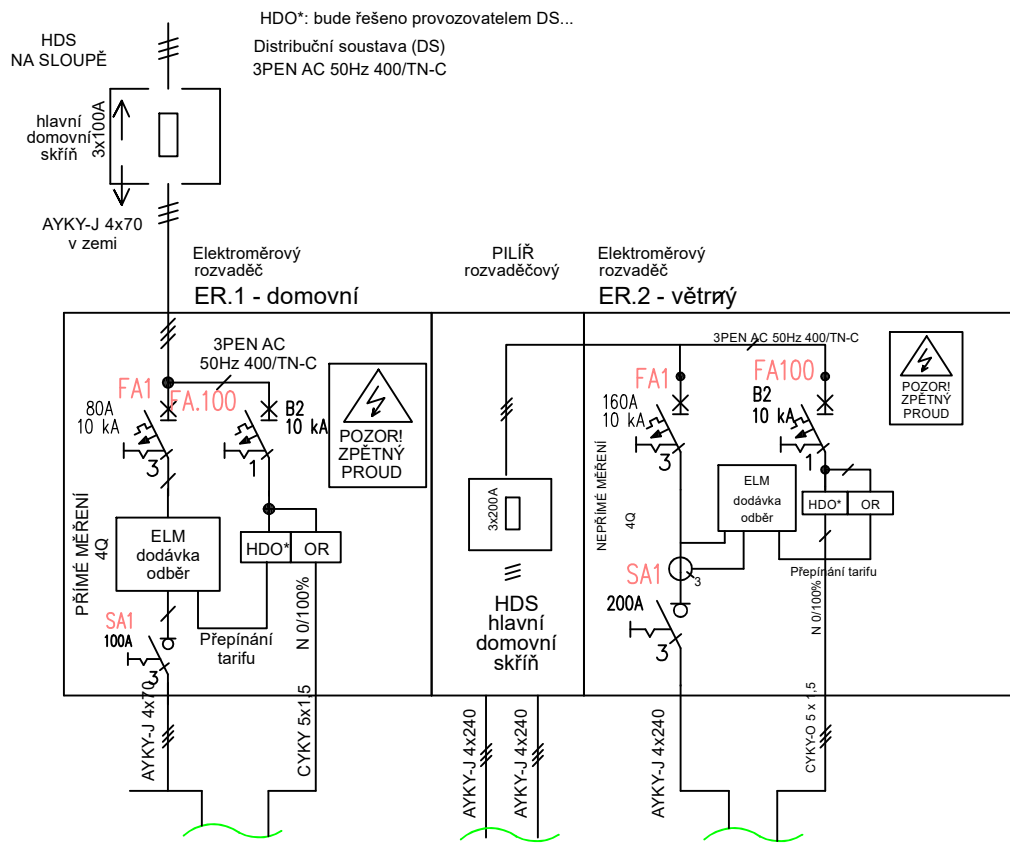 HDO*: bude řešeno provozovatelem DS...
HDS
NA SLOUPĚ
Distribuční soustava (DS)
3PEN AC 50Hz 400/TN-C
hlavní
domovní
skříň
3x100A
AYKY-J 4x70
v zemi
Elektroměrový
rozvaděč
ER.1 - domovní
PILÍŘ
rozvaděčový
Elektroměrový
rozvaděč
ER.2 - větrný
3PEN AC
50Hz 400/TN-C
FA1
FA.100
80A
10 kA
3
B2
10 kA
1
POZOR!
ZPĚTNÝ
PROUD
PŘÍMÉ MĚŘENÍ
4Q
ELM
dodávka
odběr
HDO*
OR
SA1
100A
3
Přepínání
tarifu
N 0/100%
AYKY-J 4x70
CYKY 5x1,5
3x200A
HDS
hlavní
domovní
skříň
AYKY-J 4x240
AYKY-J 4x240
3PEN AC 50Hz 400/TN-C
FA1
FA100
160A
10 kA
3
B2
10 kA
1
POZOR!
ZPĚTNÝ
PROUD
NEPŘÍMÉ MĚŘENÍ
4Q
ELM
dodávka
odběr
HDO*
OR
SA1
3
200A
3
Přepínání tarifu
N 0/100%
AYKY-J 4x240
CYKY-O 5 x 1,5